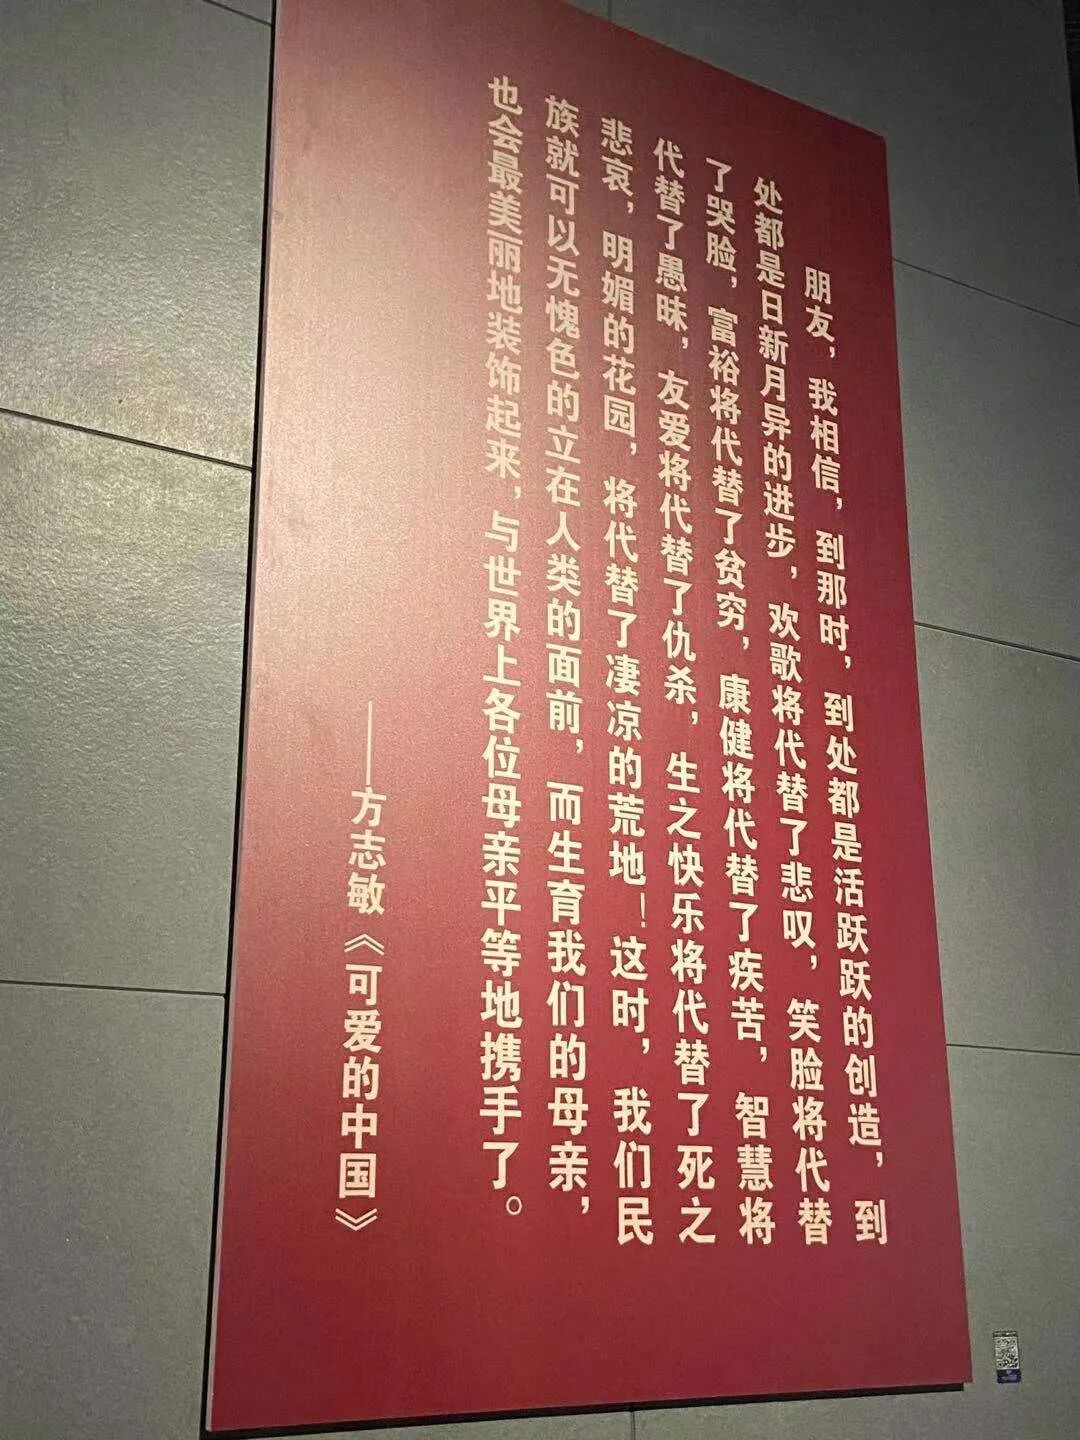 朋友，我相信，到那时，到处都是活跃跃的创造，到
处都是日新月异的进步，欢歌将代替了悲叹，笑脸将代替
了哭脸，富裕将代替了贫穷，康健将代替了疾苦，智慧将
代替了愚昧，友爱将代替了仇杀，生之快乐将代替了死之
悲哀，明媚的花园，将代替了凄凉的荒地！这时，我们民
族就可以无愧色的立在人类的面前，而生育我们的母亲，
也会最美丽地装饰起来，与世界上各位母亲平等地携手了。
——方志敏《可爱的中国》